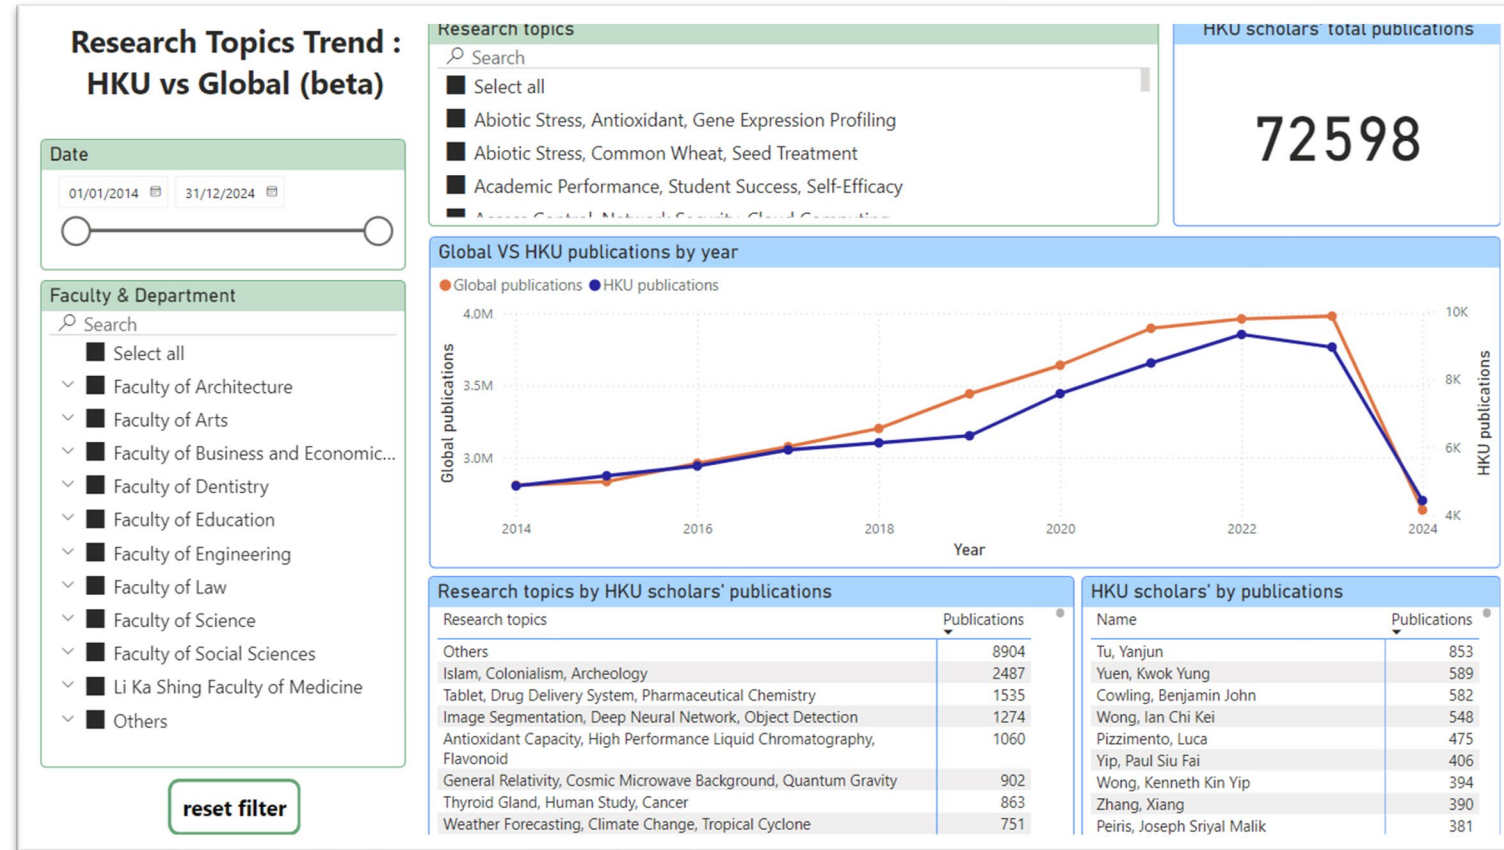 Research Topics Trend :
HKU vs Global (beta)
Date
01/01/2014
31/12/2024
Faculty & Department
Search
Select all
Faculty of Architecture
Faculty of Arts
Faculty of Business and Economic...
Faculty of Dentistry
Faculty of Education
Faculty of Engineering
Faculty of Law
Faculty of Science
Faculty of Social Sciences
Li Ka Shing Faculty of Medicine
Others
reset filter
Research topics
Search
Select all
Abiotic Stress, Antioxidant, Gene Expression Profiling
Abiotic Stress, Common Wheat, Seed Treatment
Academic Performance, Student Success, Self-Efficacy
Access Control, Network Security, Cloud Computing
HKU scholars' total publications
72598
Global VS HKU publications by year
Global publications HKU publications
4.0M
3.5M
3.0M
Global publications
10K
8K
6K
4K
HKU publications
2014 2016 2018 2020 2022 2024
Year
Research topics by HKU scholars' publications
Research topics Publications
Others 8904
Islam, Colonialism, Archeology 2487
Tablet, Drug Delivery System, Pharmaceutical Chemistry 1535
Image Segmentation, Deep Neural Network, Object Detection 1274
Antioxidant Capacity, High Performance Liquid Chromatography, 1060
Flavonoid
General Relativity, Cosmic Microwave Background, Quantum Gravity 902
Thyroid Gland, Human Study, Cancer 863
Weather Forecasting, Climate Change, Tropical Cyclone 751
HKU scholars' by publications
Name Publications
Tu, Yanjun 853
Yuen, Kwok Yung 589
Cowling, Benjamin John 582
Wong, Ian Chi Kei 548
Pizzimento, Luca 475
Yip, Paul Siu Fai 406
Wong, Kenneth Kin Yip 394
Zhang, Xiang 390
Peiris, Joseph Sriyal Malik 381